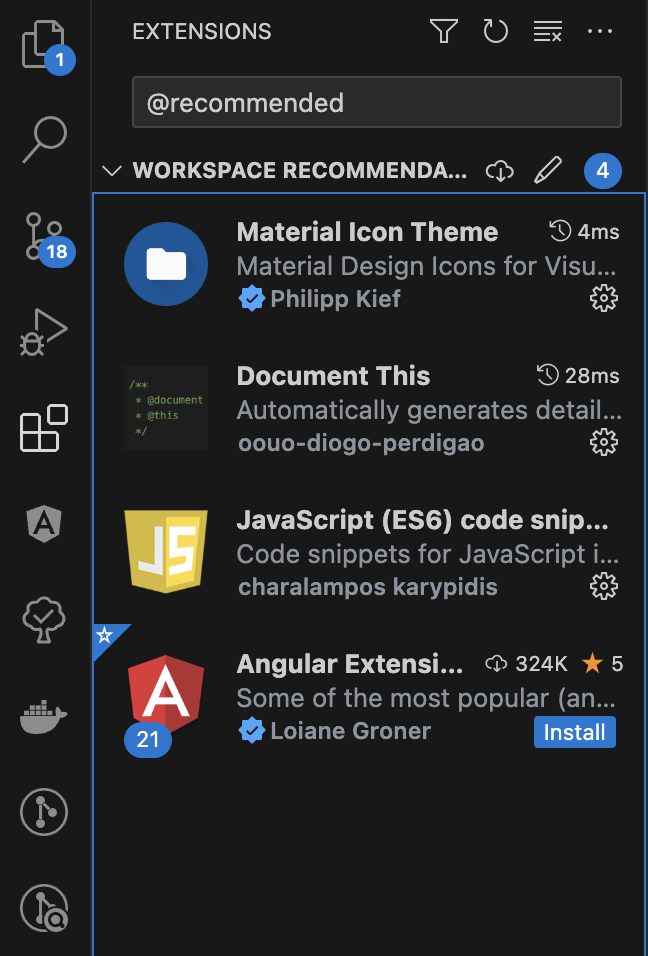 EXTENSIONS
1
@recommended
WORKSPACE RECOMMENDA...
4
18
Material Icon Theme 4ms
Material Design Icons for Visu...
Philipp Kief
/**
* @document
* @this
*/
Document This 28ms
Automatically generates detail...
oouo-diogo-perdigao
JS
JavaScript (ES6) code snip...
Code snippets for JavaScript i...
charalampos karypidis
A
A
21
Angular Extensi... 324K 5
Some of the most popular (an...
Loiane Groner
Install